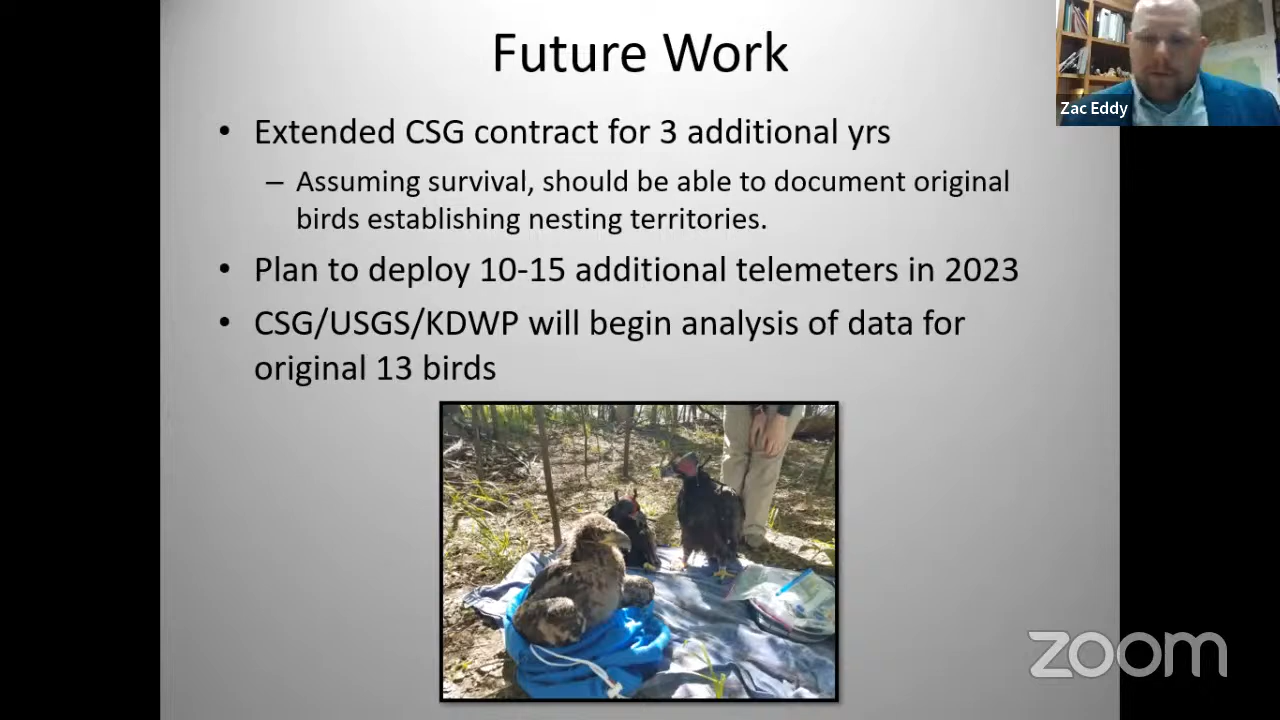 Future Work
Zac Eddy
• Extended CSG contract for 3 additional yrs
– Assuming survival, should be able to document original
birds establishing nesting territories.
• Plan to deploy 10-15 additional telemeters in 2023
• CSG/USGS/KDWP will begin analysis of data for
original 13 birds
zoom